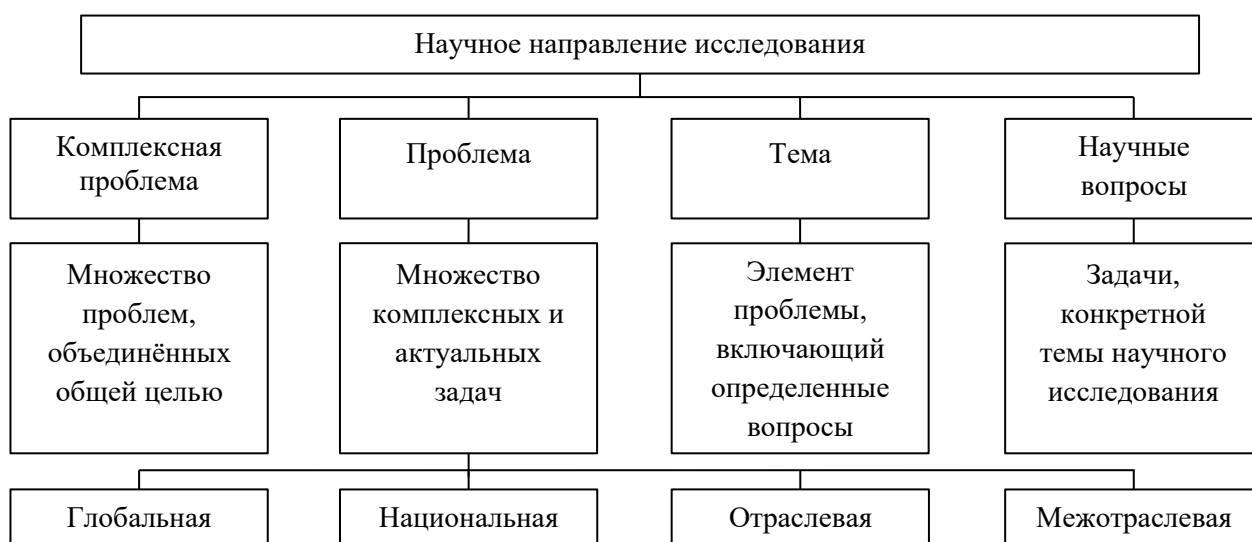 Научное направление исследования
Комплексная
проблема
Проблема
Тема
Научные
вопросы
Множество
проблем,
объединённых
общей целью
Множество
комплексных и
актуальных
задач
Элемент
проблемы,
включающий
определенные
вопросы
Задачи,
конкретной
темы научного
исследования
Глобальная
Национальная
Отраслевая
Межотраслевая